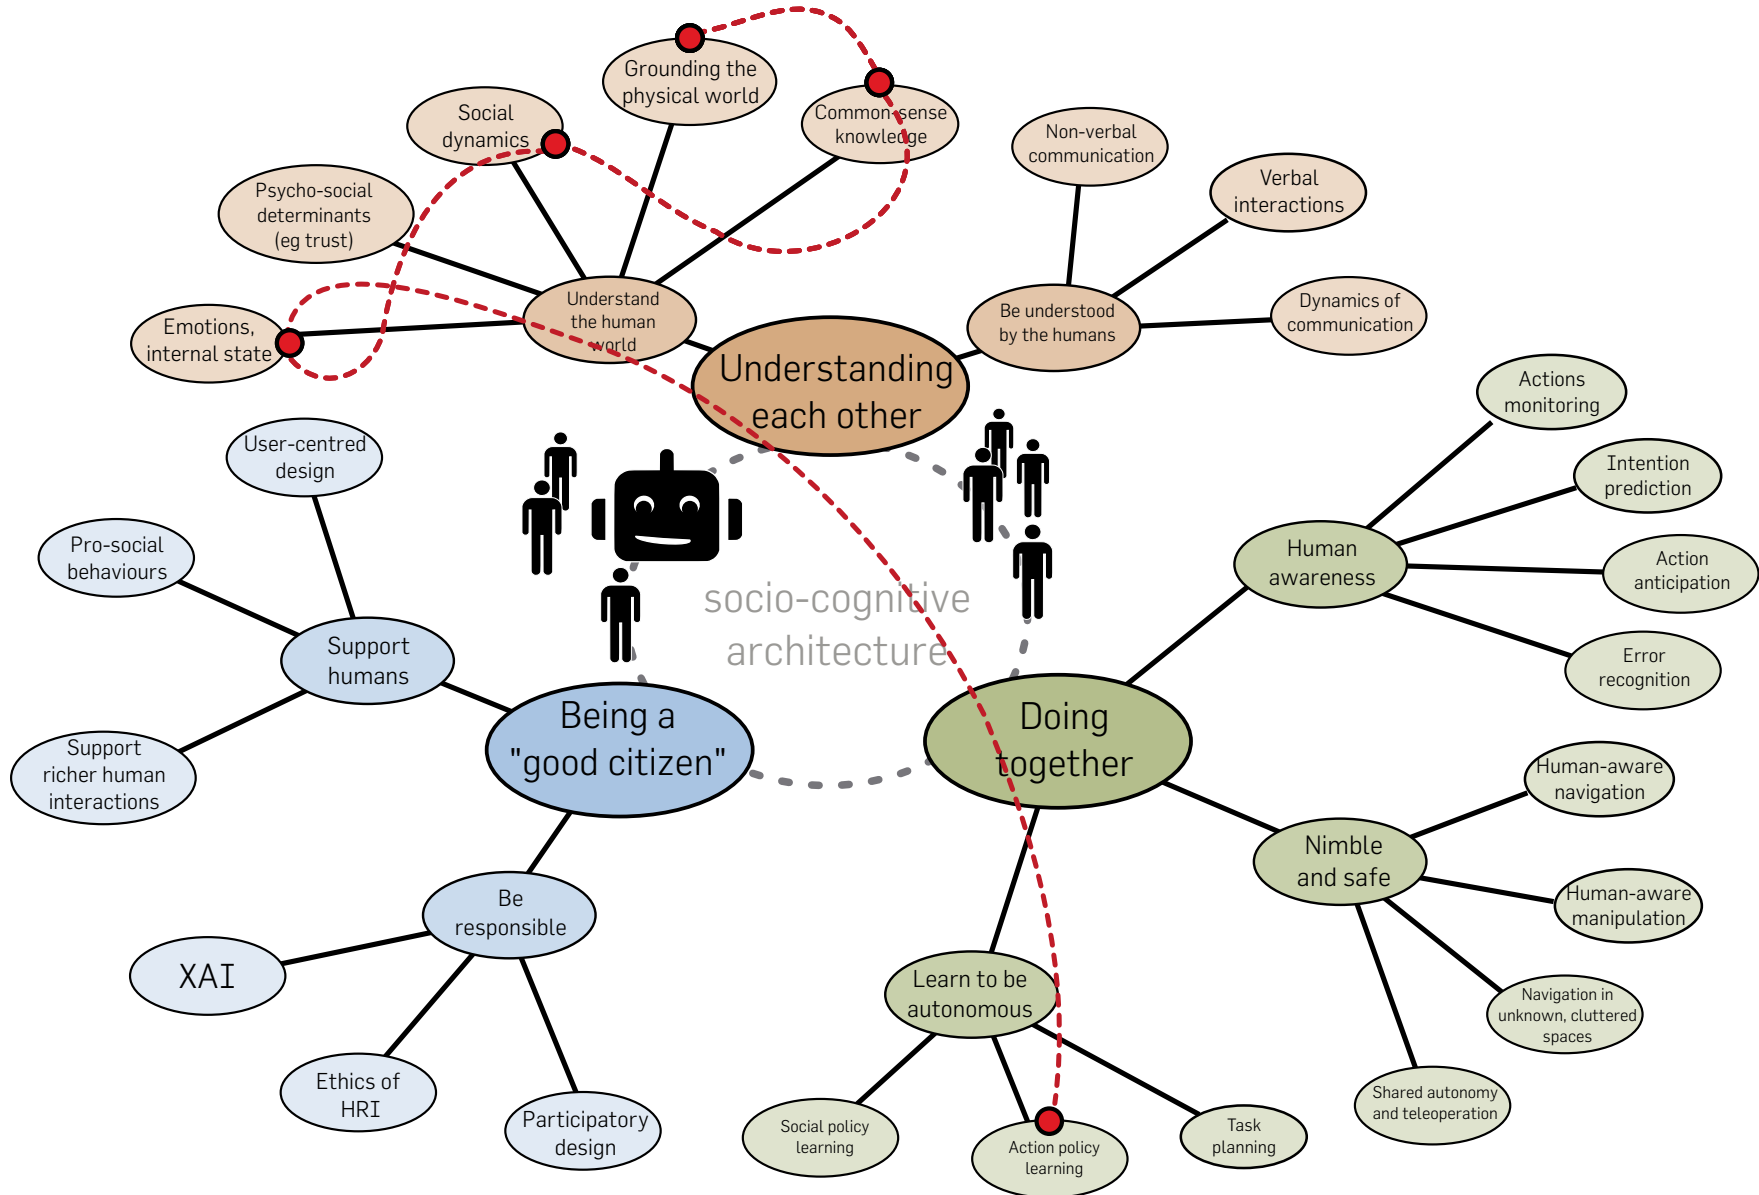 Grounding the
physical world
Social
dynamics
Common-sense
knowledge
Psycho-social
determinants
(eg trust)
Emotions,
internal state
Understand
the human
world
Non-verbal
communication
Verbal
interactions
Dynamics of
communication
Be understood
by the humans
Understanding
each other
Actions
monitoring
Intention
prediction
Action
anticipation
Error
recognition
Human
awareness
User-centred
design
Pro-social
behaviours
Support
richer human
interactions
Support
humans
socio-cognitive
architecture
Being a
"good citizen"
Doing
together
Human-aware
navigation
Human-aware
manipulation
Navigation in
unknown, cluttered
spaces
Shared autonomy
and teleoperation
Nimble
and safe
Be
responsible
XAI
Ethics of
HRI
Participatory
design
Learn to be
autonomous
Social policy
learning
Action policy
learning
Task
planning